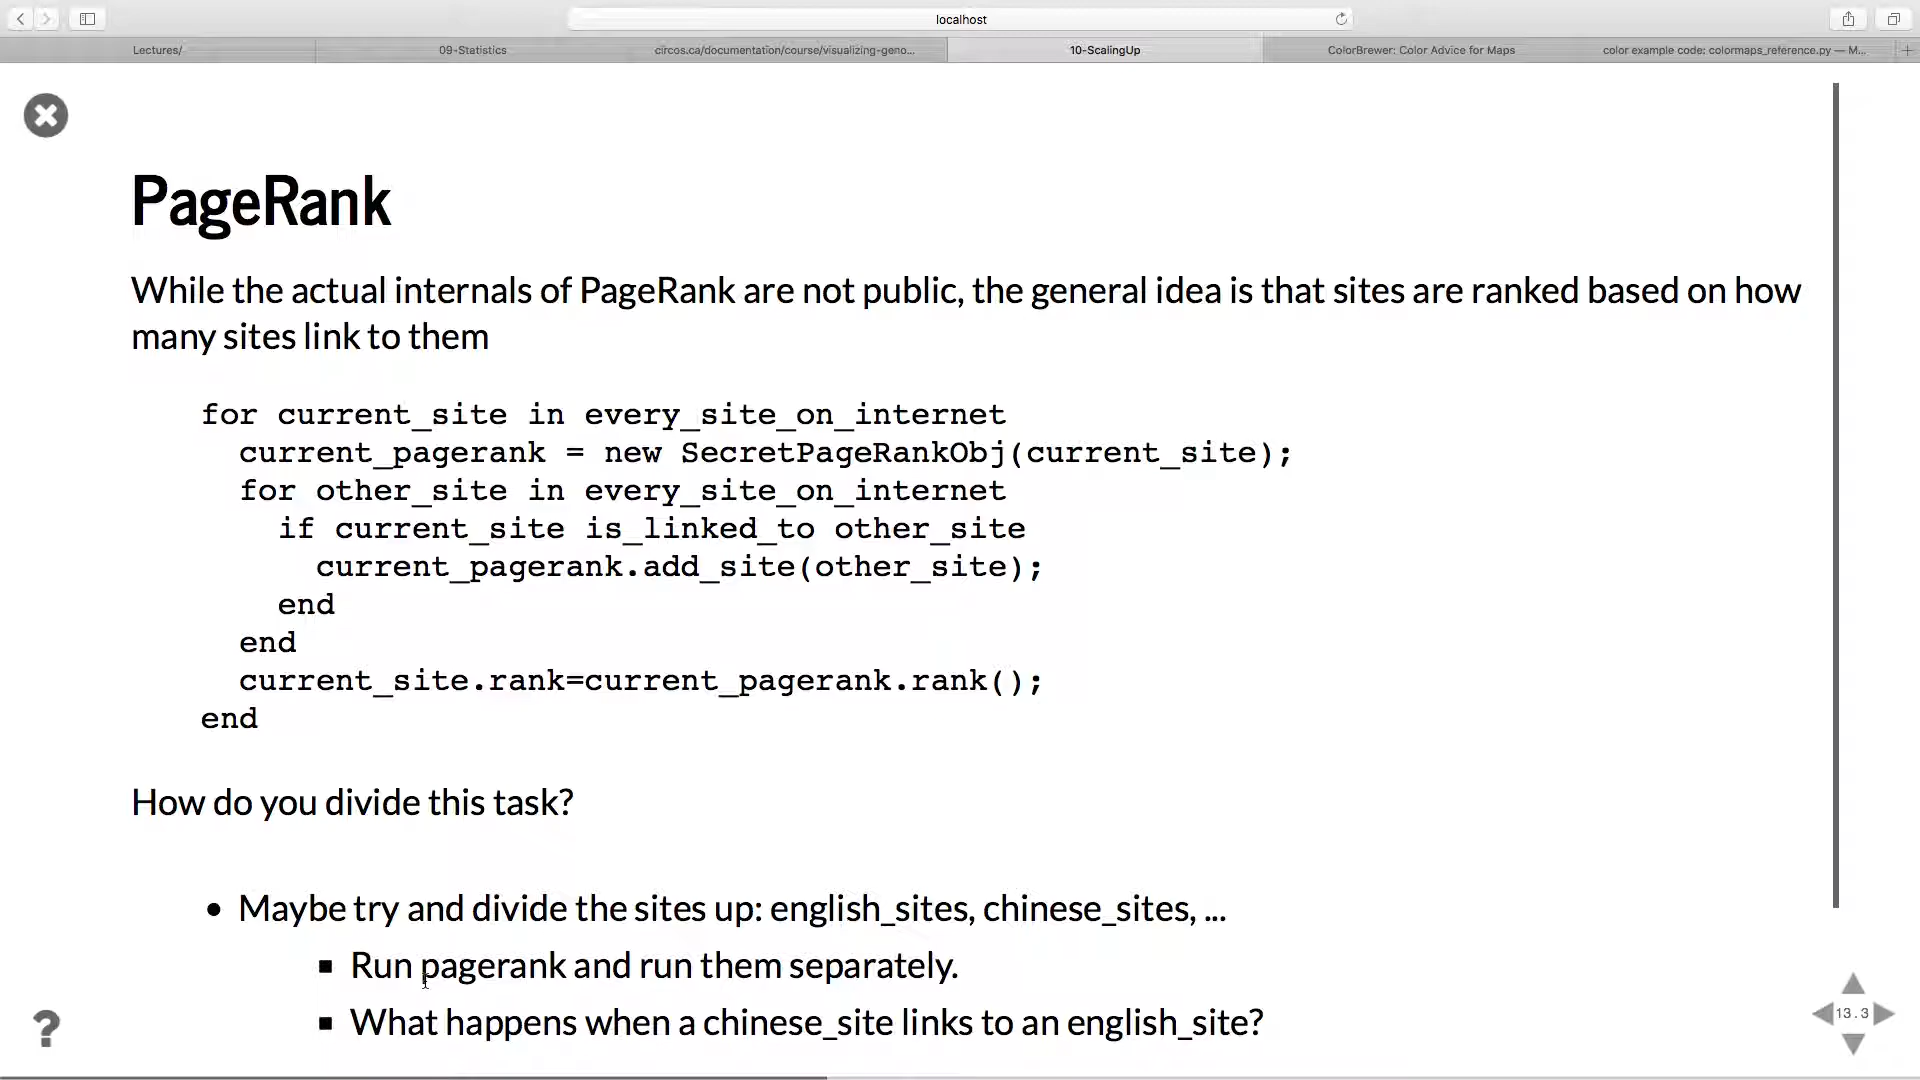 localhost
Lectures/
09-Statistics
circos.ca/documentation/course/visualizing-geno...
10-ScalingUp
ColorBrewer: Color Advice for Maps
color example code: colormaps_reference.py — M...
PageRank
While the actual internals of PageRank are not public, the general idea is that sites are ranked based on how
many sites link to them
for current_site in every_site_on_internet
current_pagerank = new SecretPageRankObj(current_site);
for other_site in every_site_on_internet
if current_site is_linked_to other_site
current_pagerank.add_site(other_site);
end
end
current_site.rank=current_pagerank.rank();
end
How do you divide this task?
• Maybe try and divide the sites up: english_sites, chinese_sites, ...
▪ Run pagerank and run them separately.
▪ What happens when a chinese_site links to an english_site?
?
13.3